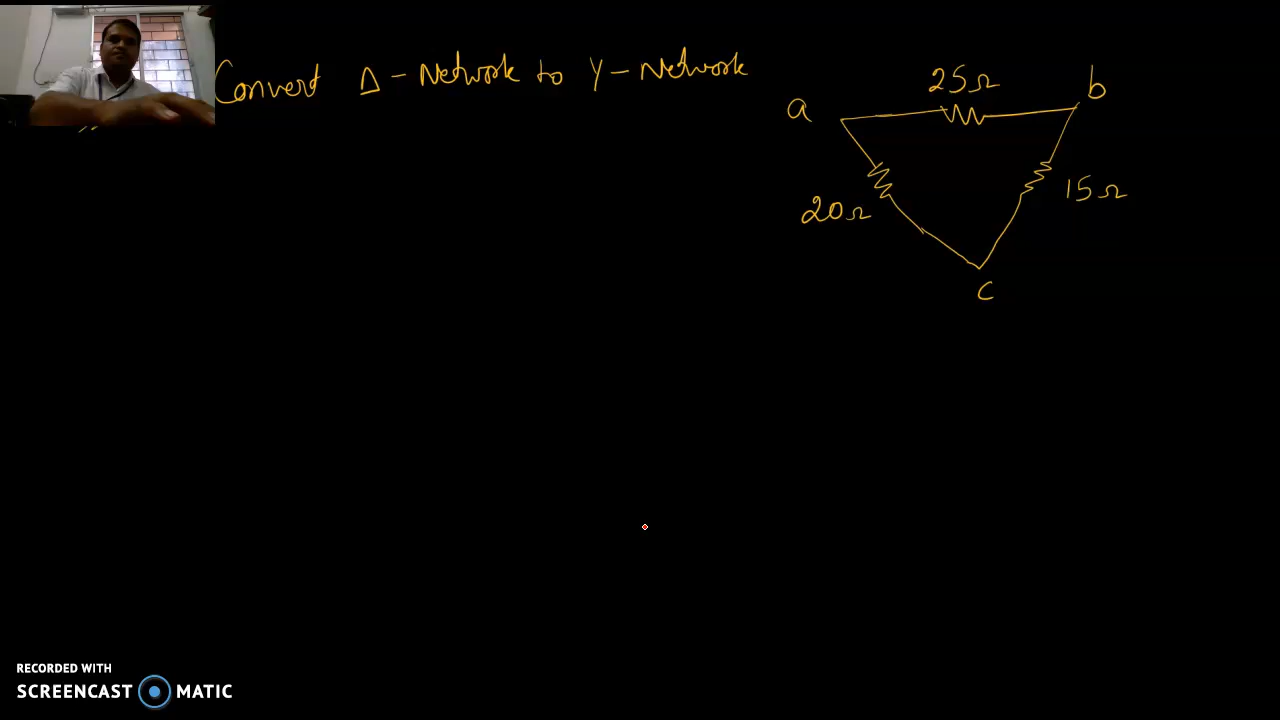 Convert Δ - Network to Y - Network
25Ω
a
b
20Ω
15Ω
c
RECORDED WITH
SCREENCAST MATIC